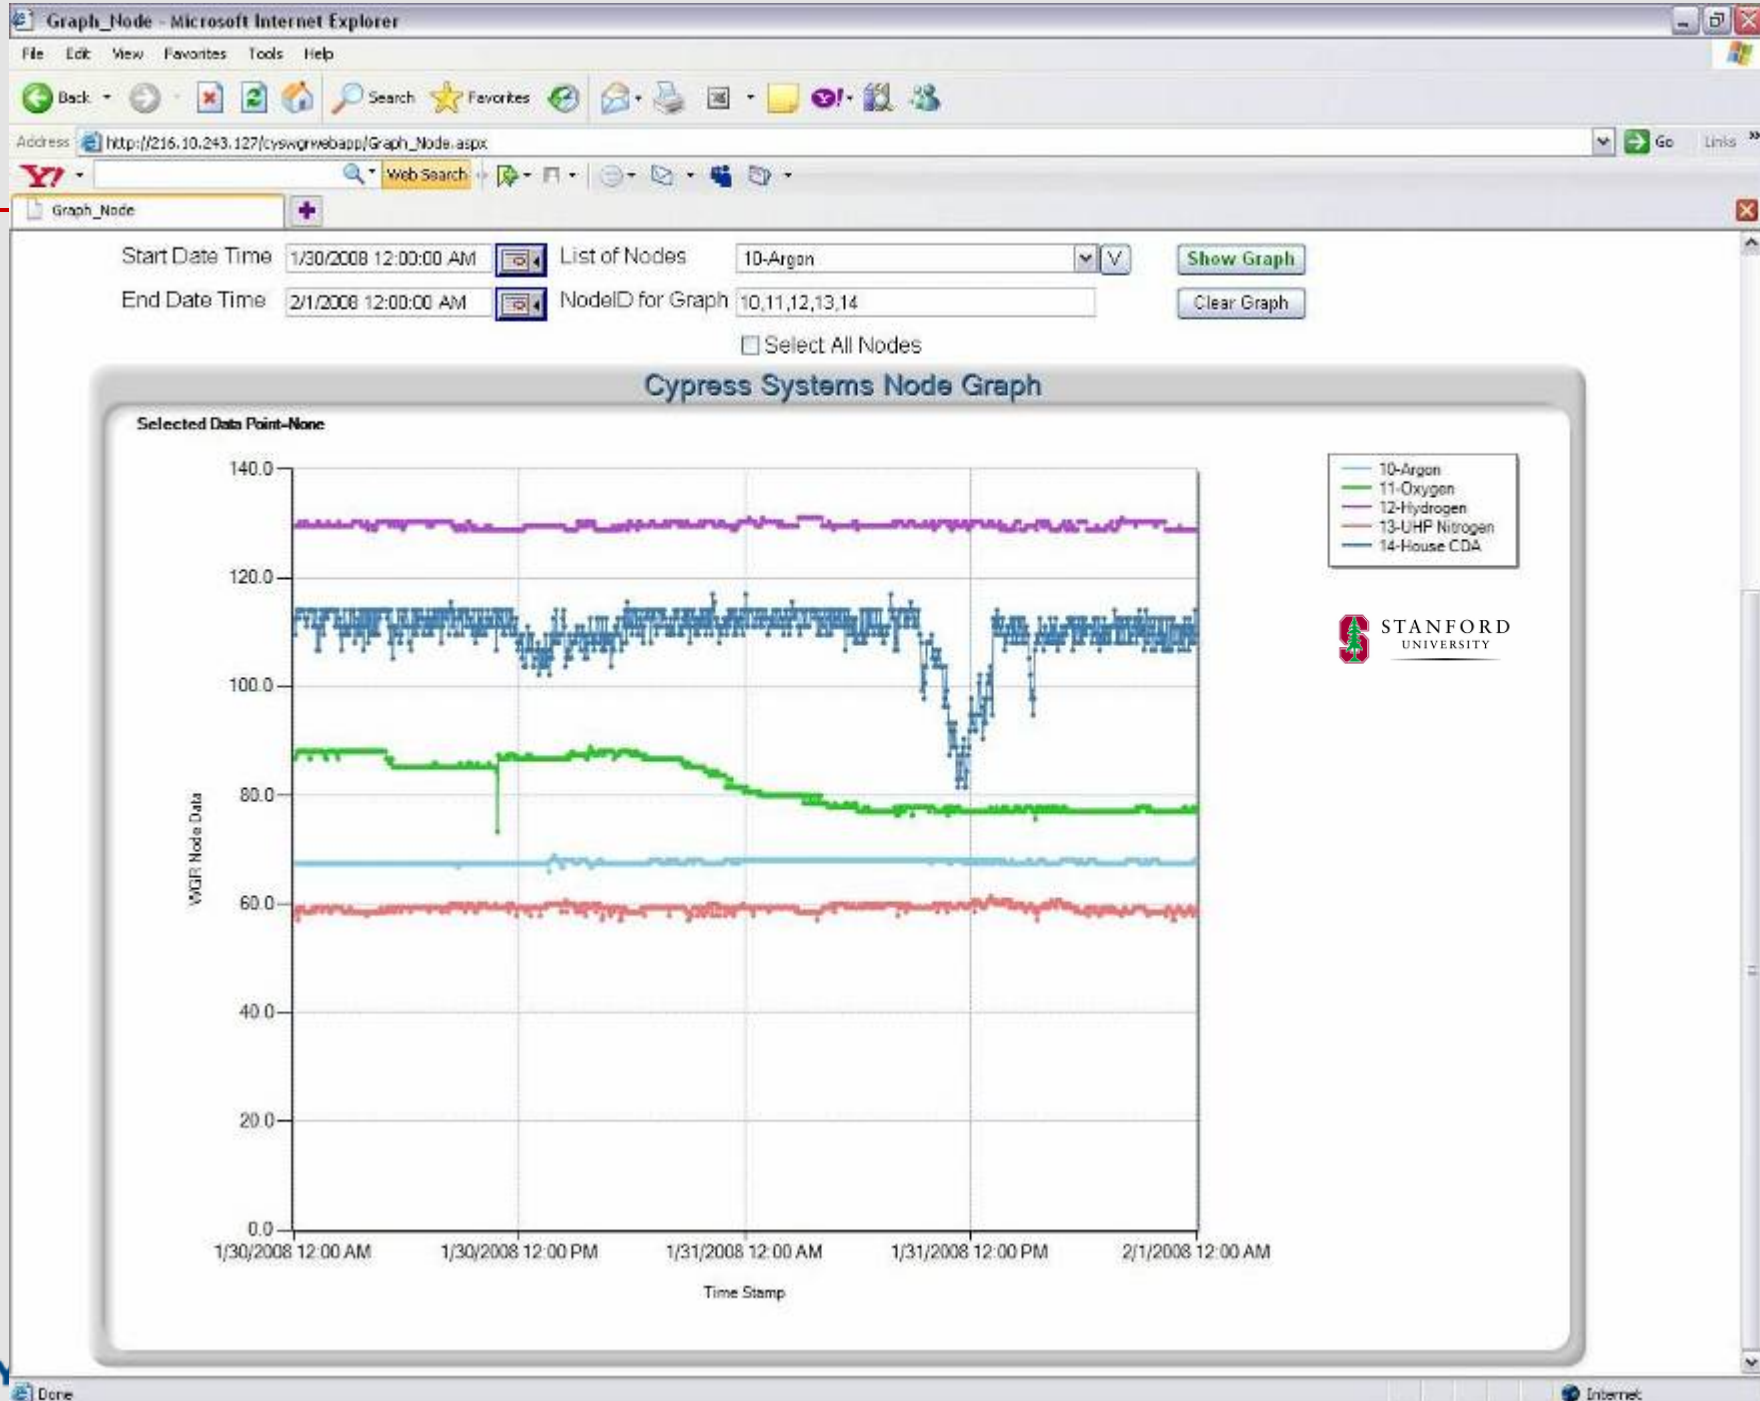 Graph_Node - Microsoft Internet Explorer
File Edit View Favorites Tools Help
Back Search Favorites
Address http://216.10.243.127/cyswgrwebapp/Graph_Node.aspx Go Links
Y! Web Search
Graph_Node
Start Date Time 1/30/2008 12:00:00 AM List of Nodes 10-Argon V Show Graph
End Date Time 2/1/2008 12:00:00 AM NodeID for Graph 10,11,12,13,14 Clear Graph
Select All Nodes
Cypress Systems Node Graph
Selected Data Point-None
140.0
120.0
100.0
80.0
60.0
40.0
20.0
0.0
WGR Node Data
1/30/2008 12:00 AM 1/30/2008 12:00 PM 1/31/2008 12:00 AM 1/31/2008 12:00 PM 2/1/2008 12:00 AM
Time Stamp
10-Argon
11-Oxygen
12-Hydrogen
13-UHP Nitrogen
14-House CDA
STANFORD
UNIVERSITY
Done Internet